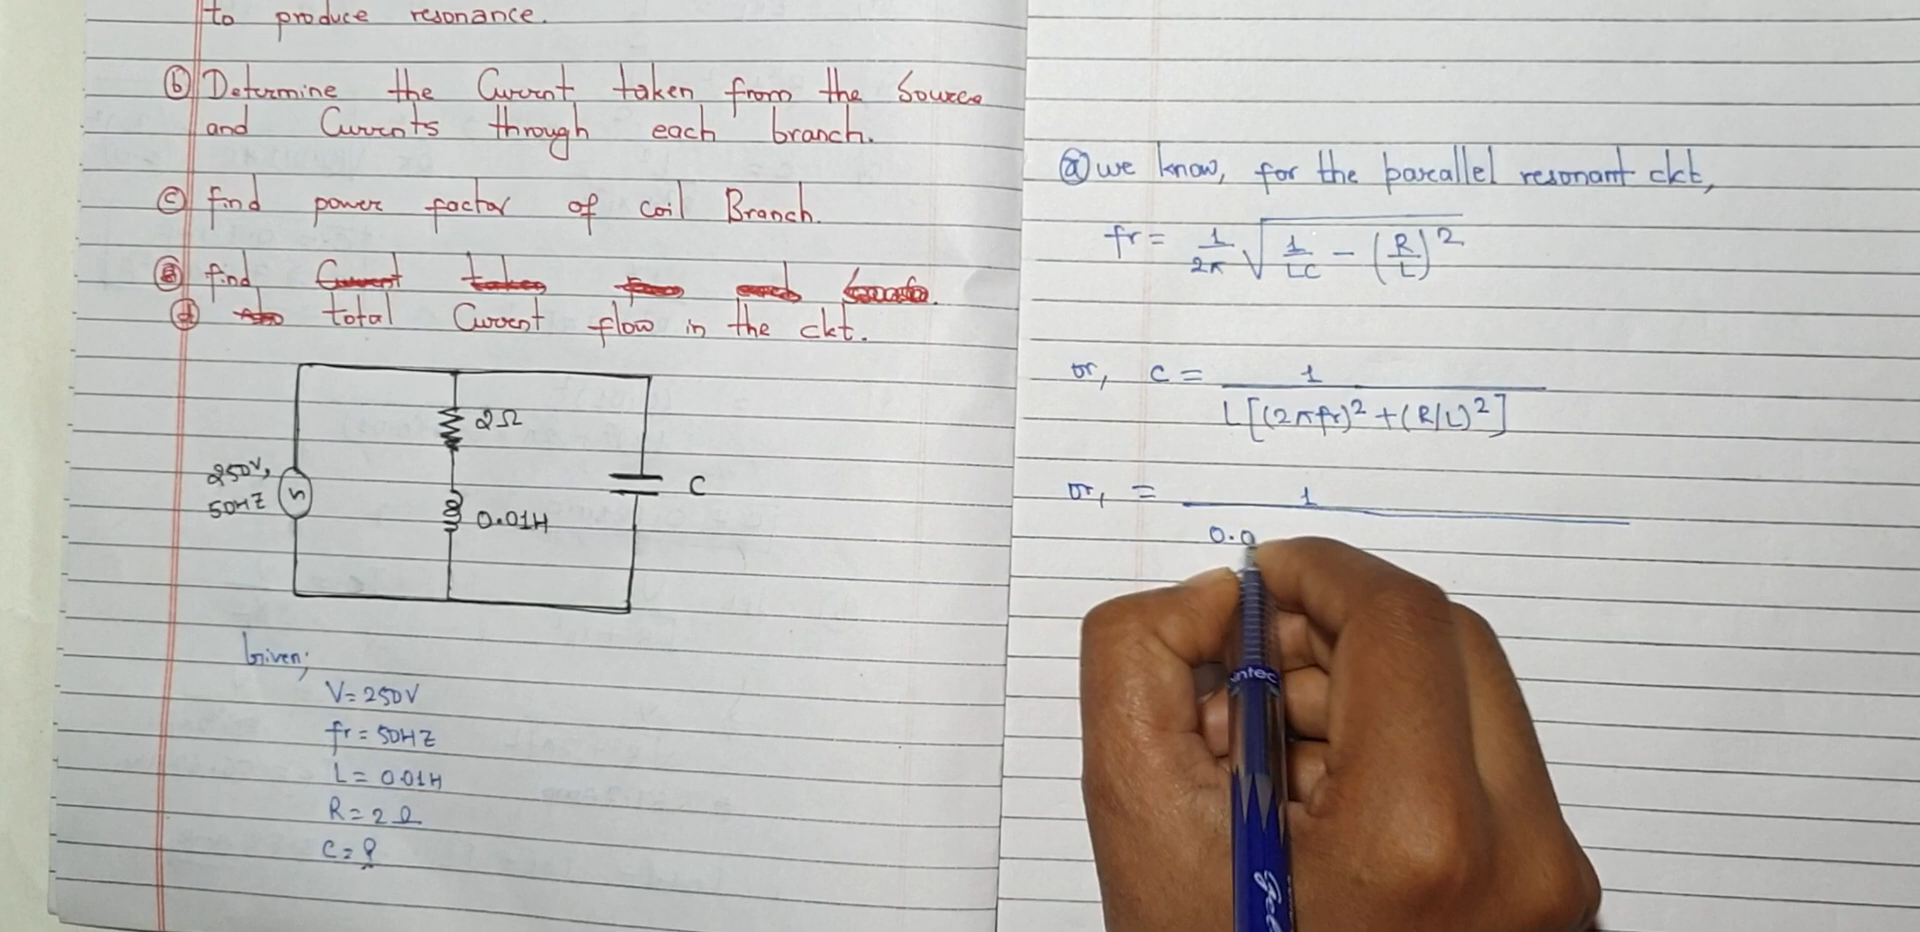 to produce resonance.
ⓑ Determine the Current taken from the Source
and Currents through each branch.
ⓒ find power factor of coil Branch.
find
ⓓ total Current flow in the ckt.
2Ω
250V,
50HZ
C
0.01H
Given;
V=250V
fr=50HZ
L=0.01H
R=2Ω
C=?
ⓐ we know, for the parallel resonant ckt,
fr = 1/2π √(1/LC − (R/L)²)
or, C = 1/L[(2πfr)²+(R/L)²]
or, = 1/0.0
intec
Gel